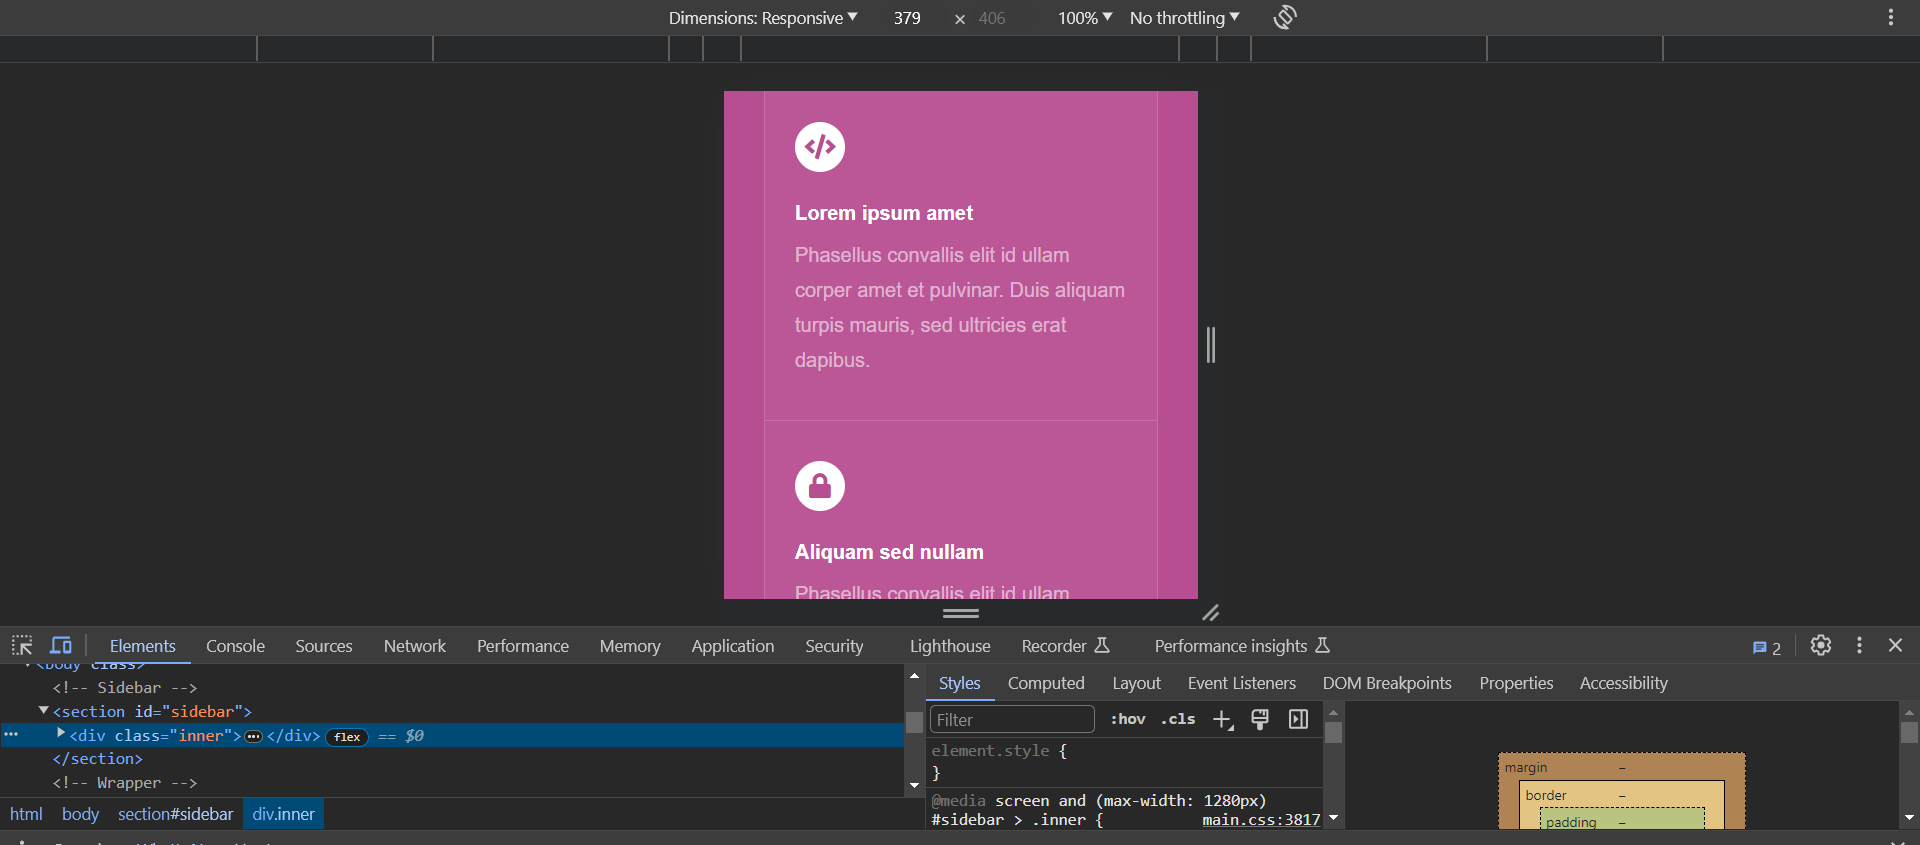 Dimensions: Responsive ▼ 379 × 406 100% ▼ No throttling ▼
</>
Lorem ipsum amet
Phasellus convallis elit id ullam
corper amet et pulvinar. Duis aliquam
turpis mauris, sed ultricies erat
dapibus.
Aliquam sed nullam
Phasellus convallis elit id ullam
Elements Console Sources Network Performance Memory Application Security Lighthouse Recorder Performance insights 2
<body class>
<!-- Sidebar -->
<section id="sidebar">
<div class="inner">…</div> flex == $0
</section>
<!-- Wrapper -->
html body section#sidebar div.inner
Styles Computed Layout Event Listeners DOM Breakpoints Properties Accessibility
Filter :hov .cls
element.style {
}
@media screen and (max-width: 1280px)
#sidebar > .inner { main.css:3817
margin –
border –
padding –